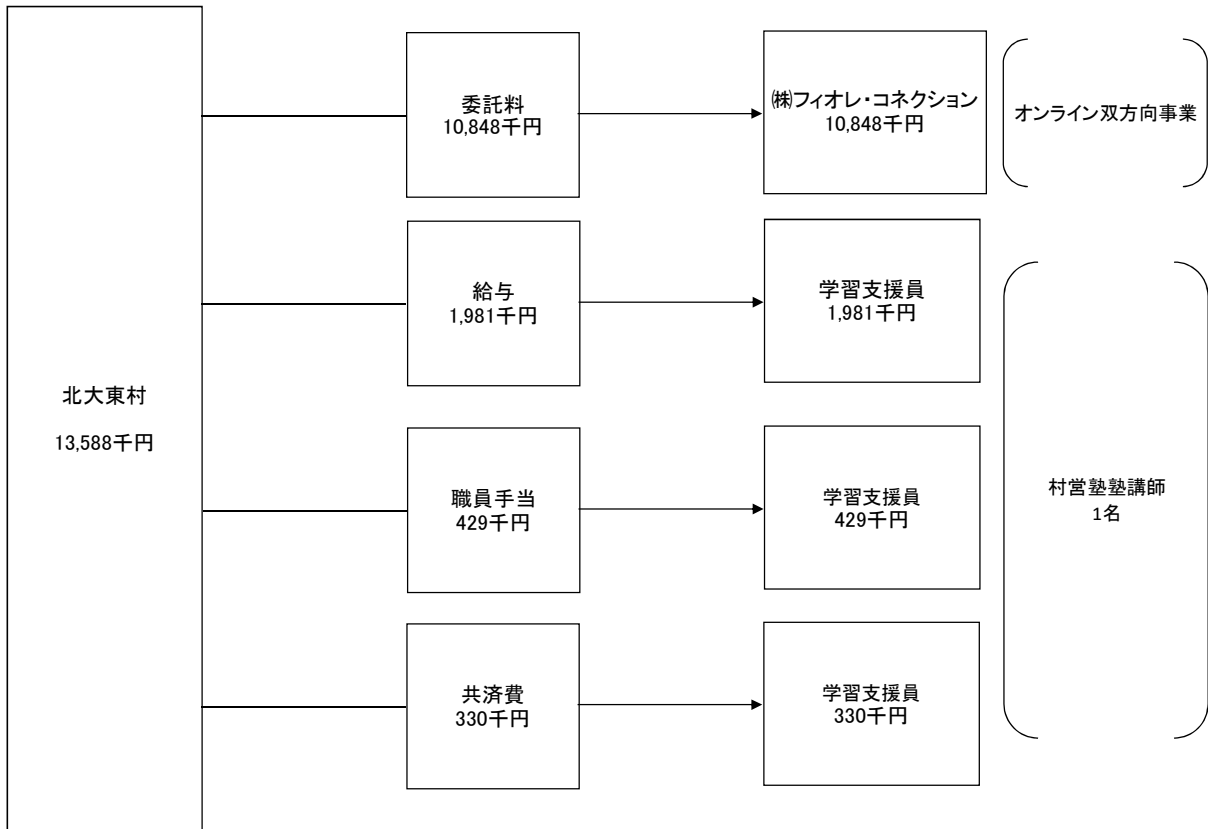 北大東村
13,588千円
委託料
10,848千円
㈱フィオレ・コネクション
10,848千円
オンライン双方向事業
給与
1,981千円
学習支援員
1,981千円
職員手当
429千円
学習支援員
429千円
共済費
330千円
学習支援員
330千円
村営塾塾講師
1名